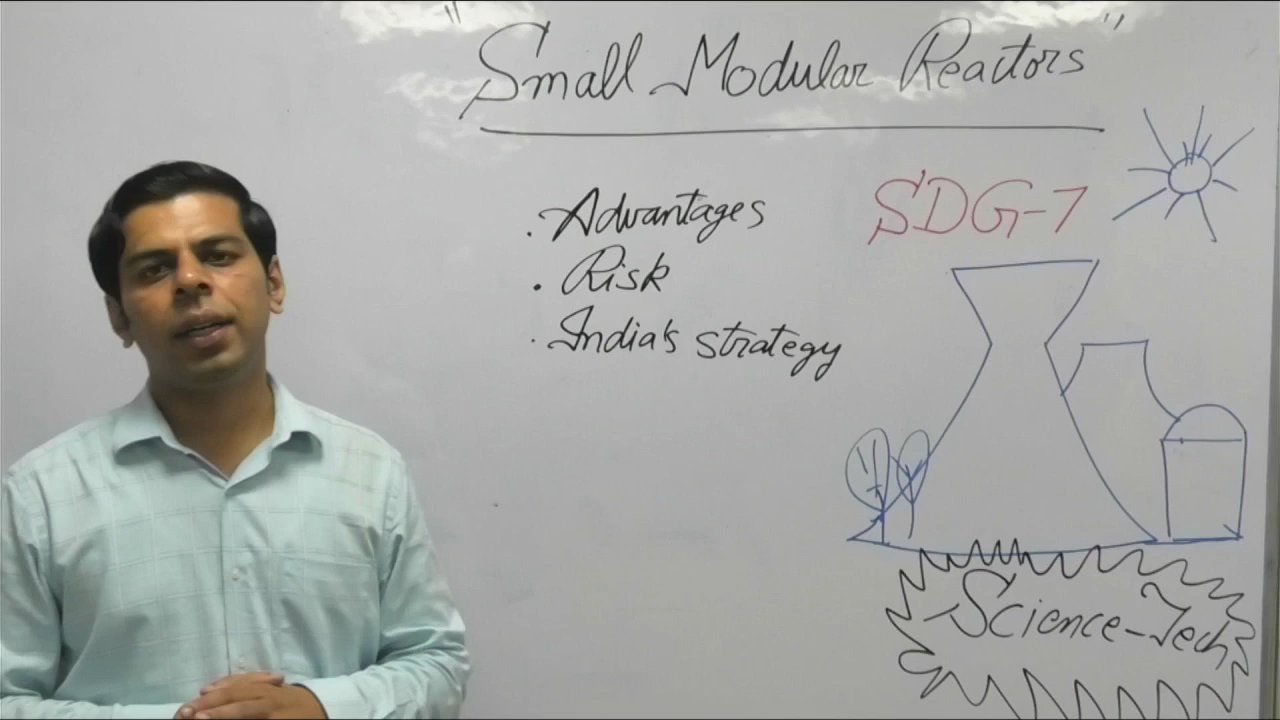 "Small Modular Reactors"
SDG-7
. Advantages
. Risk
. India's strategy
Science-Tech